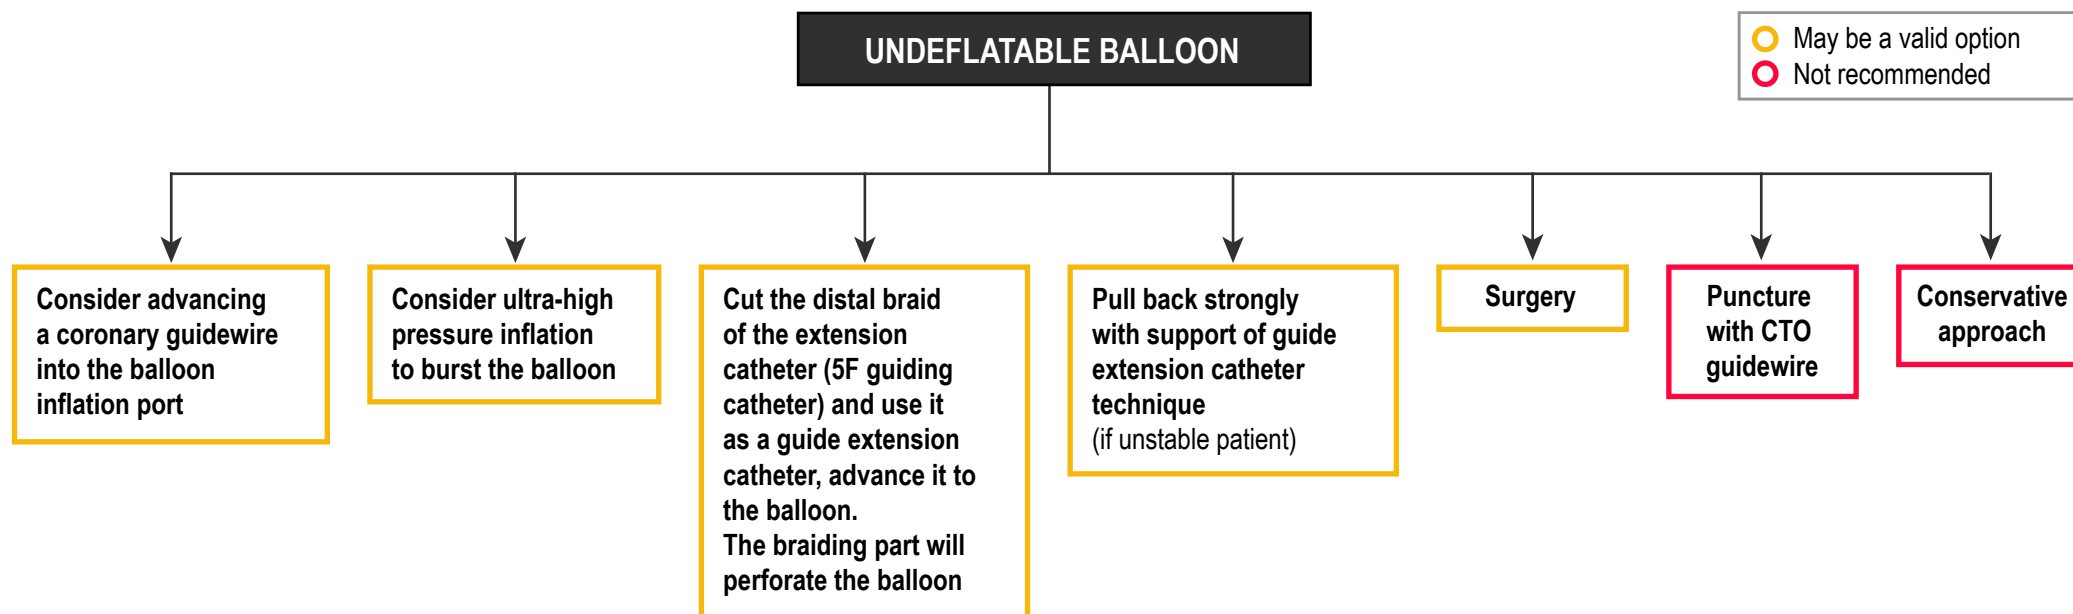 UNDEFLATABLE BALLOON
May be a valid option
Not recommended
Consider advancing
a coronary guidewire
into the balloon
inflation port
Consider ultra-high
pressure inflation
to burst the balloon
Cut the distal braid
of the extension
catheter (5F guiding
catheter) and use it
as a guide extension
catheter, advance it to
the balloon.
The braiding part will
perforate the balloon
Pull back strongly
with support of guide
extension catheter
technique
(if unstable patient)
Surgery
Puncture
with CTO
guidewire
Conservative
approach